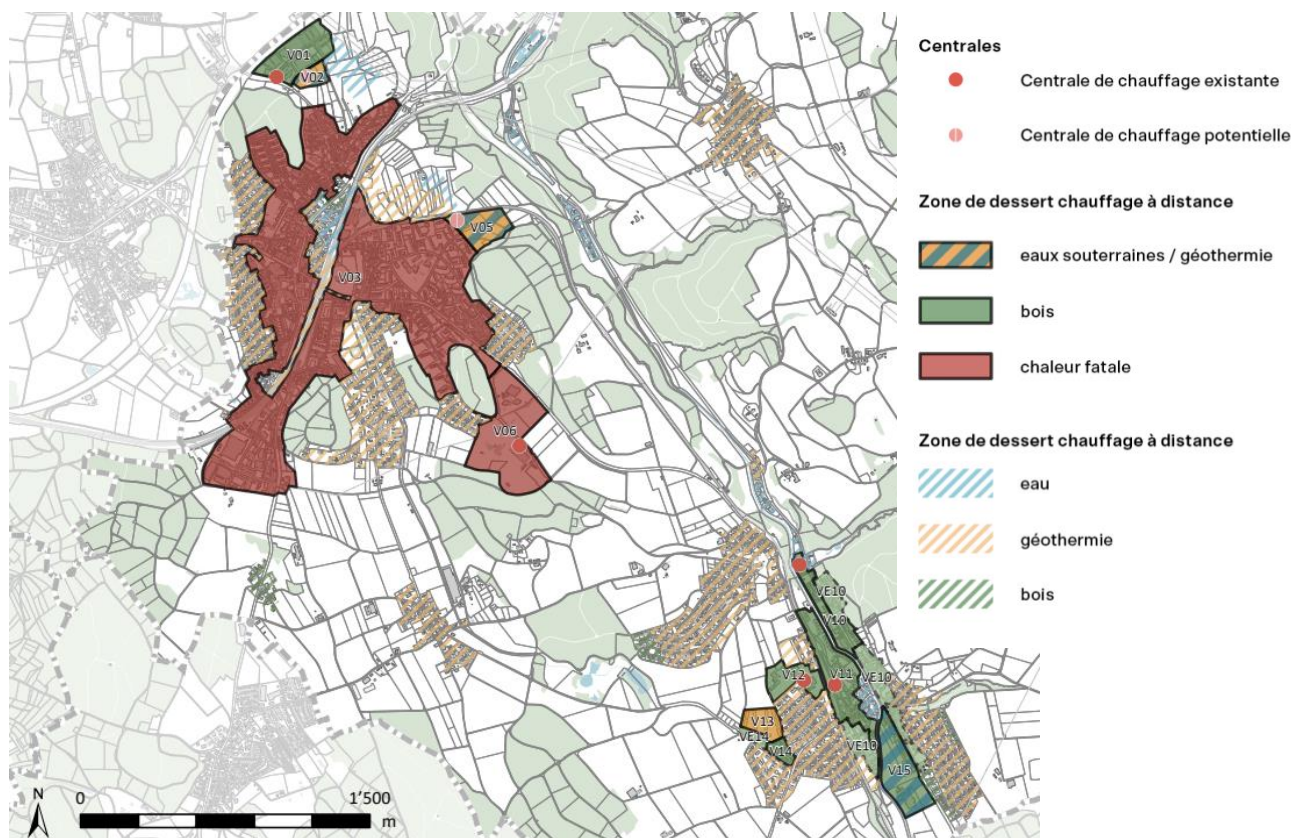 V01
V02
V03
V05
V06
VE10
V10
V12
V11
VE10
V13
VE14
V14
VE10
V15
N
0
1'500
m
Centrales
Centrale de chauffage existante
Centrale de chauffage potentielle
Zone de dessert chauffage à distance
eaux souterraines / géothermie
bois
chaleur fatale
Zone de dessert chauffage à distance
eau
géothermie
bois